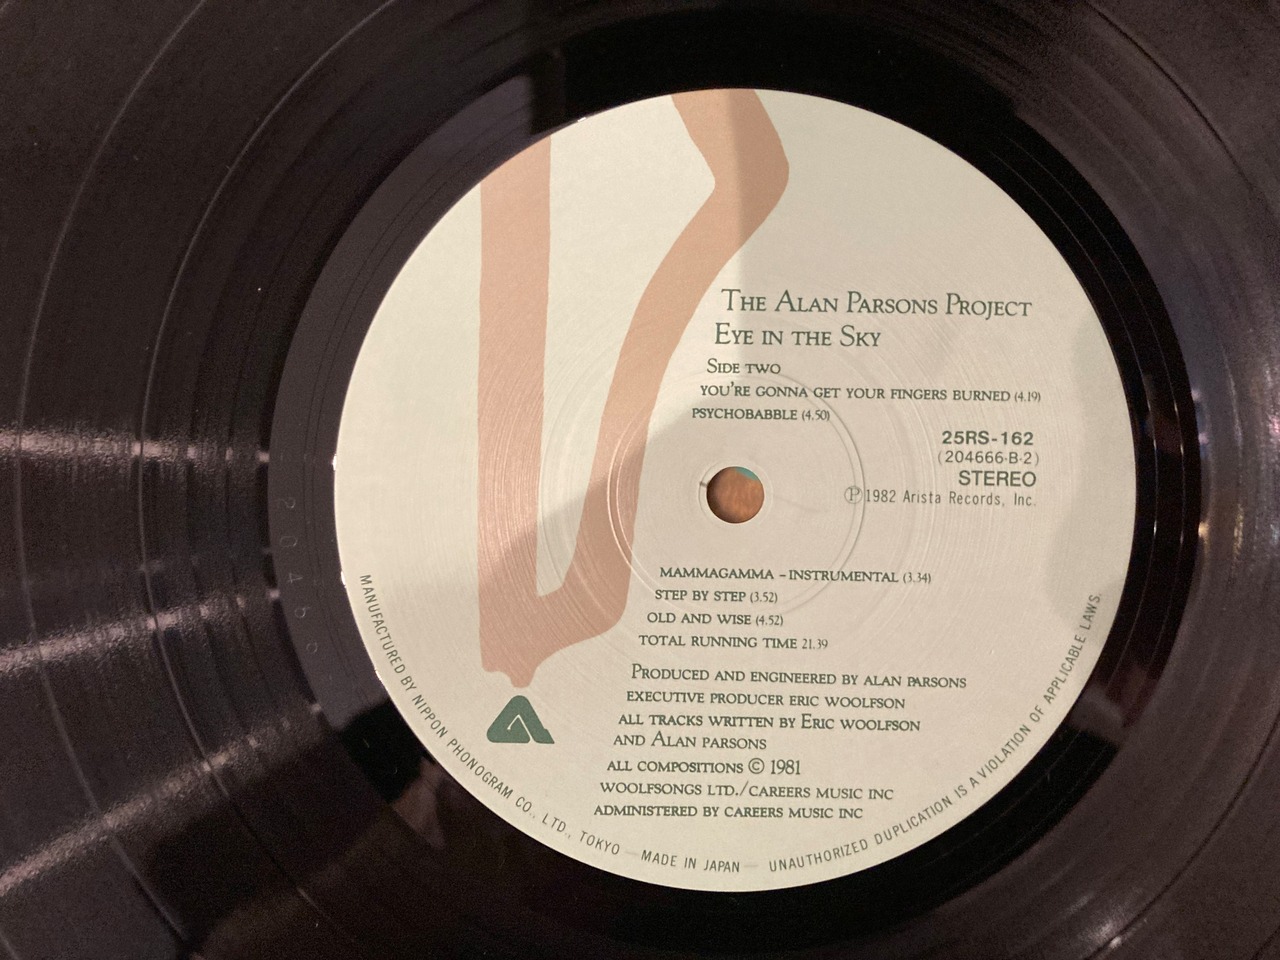 The Alan Parsons Project
Eye in the Sky
Side two
you're gonna get your fingers burned (4.19)
psychobabble (4.50)
25RS-162
(204666-B-2)
STEREO
Ⓟ1982 Arista Records, Inc.
mammagamma – instrumental (3.34)
step by step (3.52)
old and wise (4.52)
total running time 21.39
Produced and engineered by alan parsons
executive producer eric woolfson
all tracks written by Eric woolfson
and Alan parsons
all compositions © 1981
woolfsongs ltd./careers music inc
administered by careers music inc
MANUFACTURED BY NIPPON PHONOGRAM CO., LTD., TOKYO — MADE IN JAPAN — UNAUTHORIZED DUPLICATION IS A VIOLATION OF APPLICABLE LAWS.